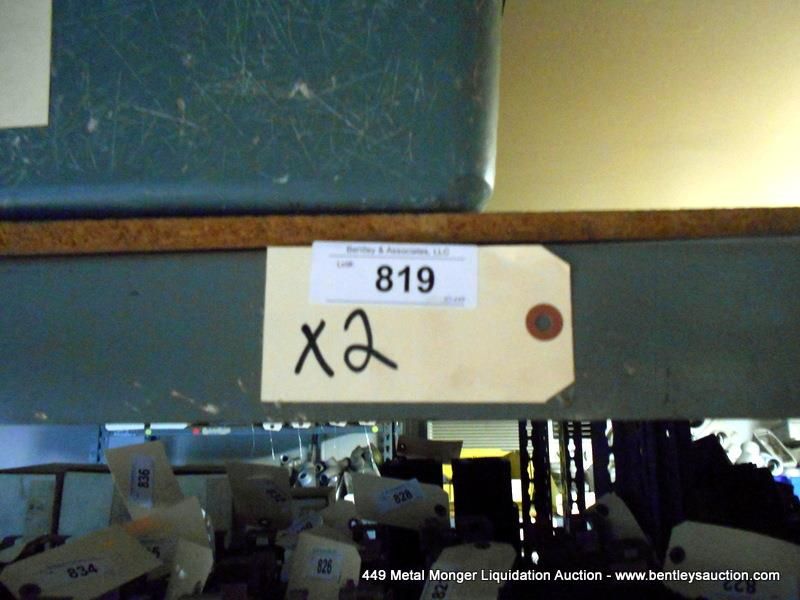 Bentley & Associates, LLC
Lot#
819
X2
836
828
834
826
449 Metal Monger Liquidation Auction - www.bentleysauction.com